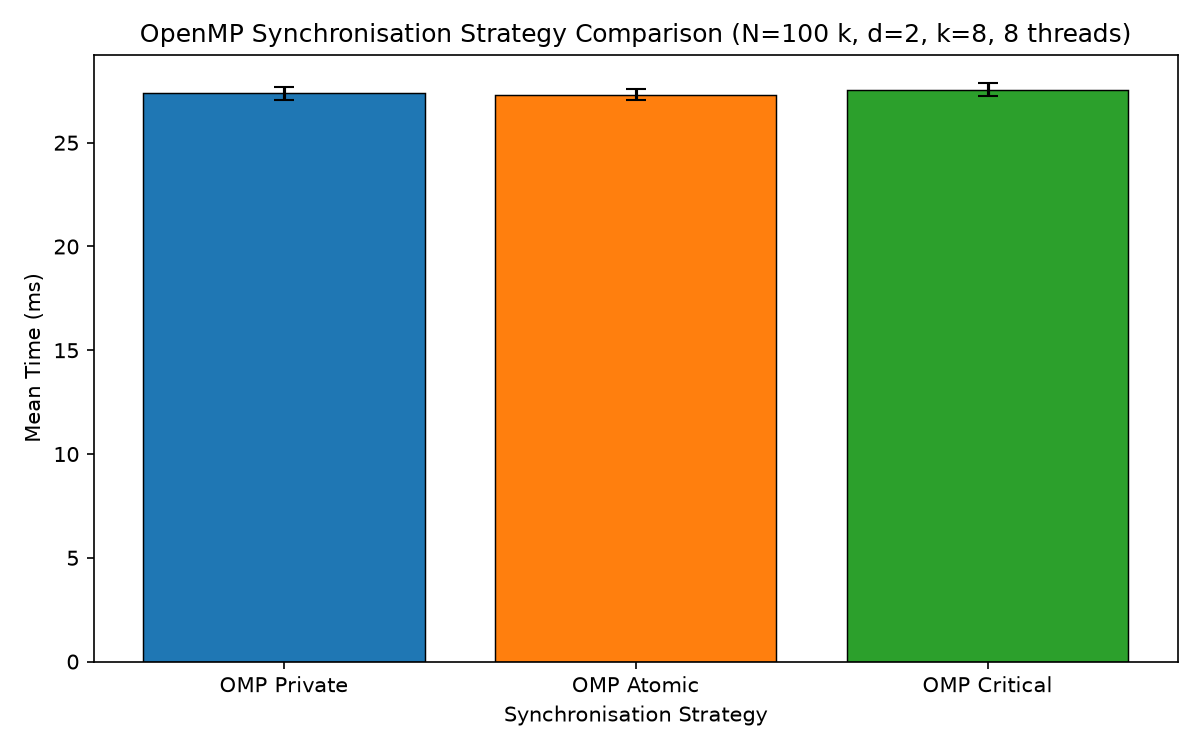 OpenMP Synchronisation Strategy Comparison (N=100 k, d=2, k=8, 8 threads)
Mean Time (ms)
25
20
15
10
5
0
OMP Private
OMP Atomic
OMP Critical
Synchronisation Strategy